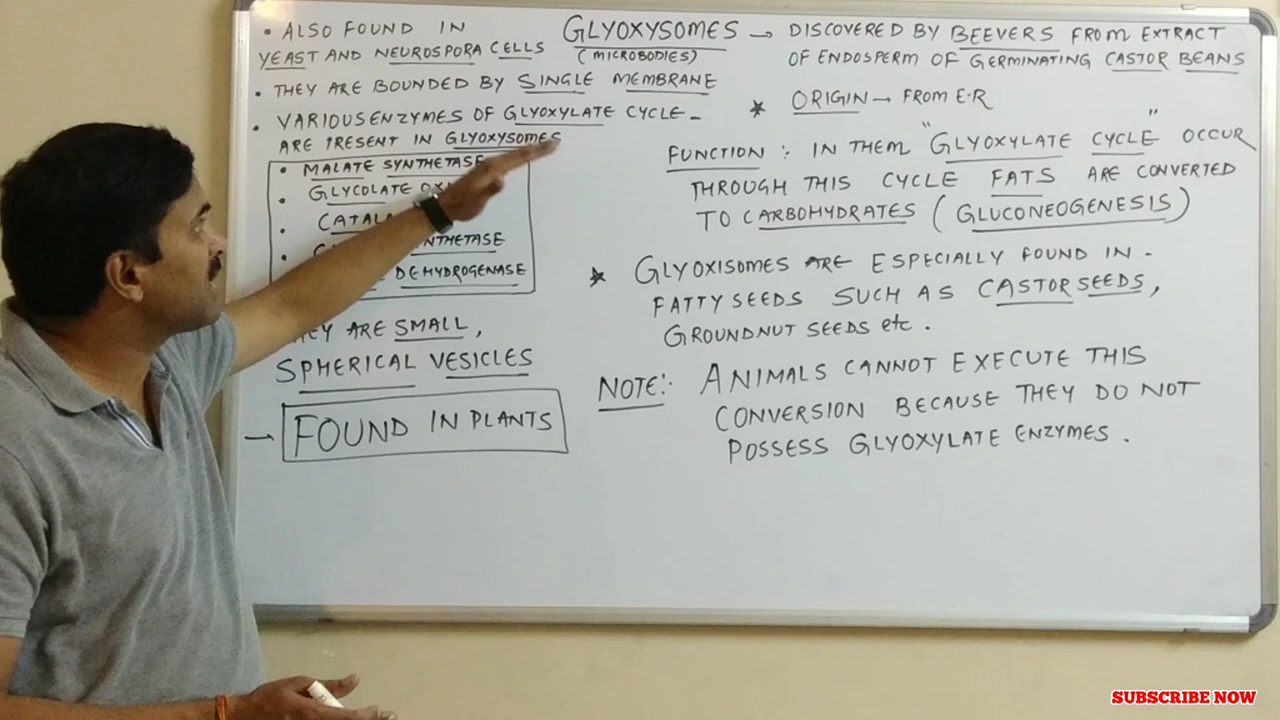 • ALSO FOUND IN
YEAST AND NEUROSPORA CELLS
GLYOXYSOMES → DISCOVERED BY BEEVERS FROM EXTRACT
(MICROBODIES)
OF ENDOSPERM OF GERMINATING CASTOR BEANS
• THEY ARE BOUNDED BY SINGLE MEMBRANE
• VARIOUS ENZYMES OF GLYOXYLATE CYCLE -
ARE PRESENT IN GLYOXYSOMES
• MALATE SYNTHETASE
• GLYCOLATE
•
• SYNTHETASE
DEHYDROGENASE
ARE SMALL,
SPHERICAL VESICLES
→ FOUND IN PLANTS
* ORIGIN → FROM E.R
FUNCTION : IN THEM "GLYOXYLATE CYCLE" OCCUR
THROUGH THIS CYCLE FATS ARE CONVERTED
TO CARBOHYDRATES (GLUCONEOGENESIS)
* GLYOXISOMES ARE ESPECIALLY FOUND IN -
FATTY SEEDS SUCH AS CASTOR SEEDS,
GROUNDNUT SEEDS etc.
NOTE: ANIMALS CANNOT EXECUTE THIS
CONVERSION BECAUSE THEY DO NOT
POSSESS GLYOXYLATE ENZYMES.
SUBSCRIBE NOW